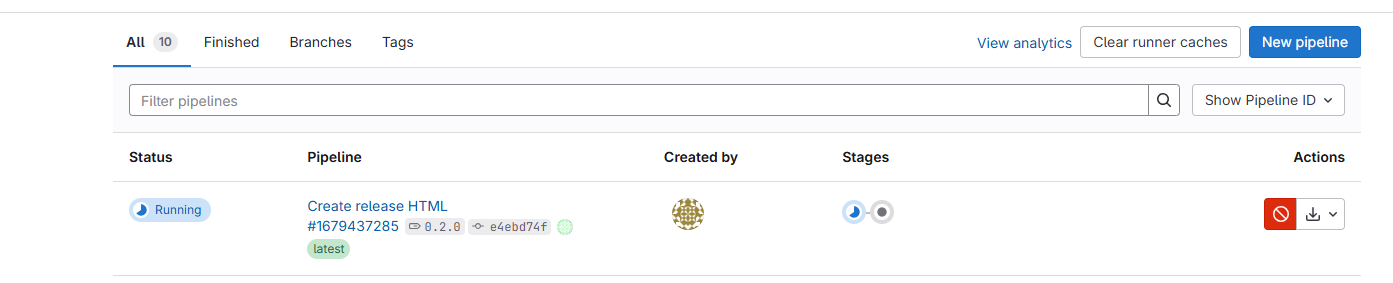 All 10 Finished Branches Tags View analytics Clear runner caches New pipeline
Filter pipelines Show Pipeline ID
Status Pipeline Created by Stages Actions
Running Create release HTML
#1679437285 0.2.0 e4ebd74f
latest